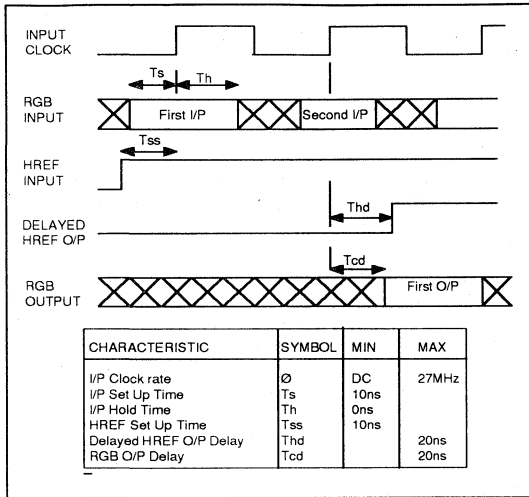 INPUT
CLOCK
Ts Th
RGB
INPUT
First I/P Second I/P
Tss
HREF
INPUT
Thd
DELAYED
HREF O/P
Tcd
RGB
OUTPUT
First O/P
CHARACTERISTIC SYMBOL MIN MAX
I/P Clock rate Ø DC 27MHz
I/P Set Up Time Ts 10ns
I/P Hold Time Th 0ns
HREF Set Up Time Tss 10ns
Delayed HREF O/P Delay Thd 20ns
RGB O/P Delay Tcd 20ns